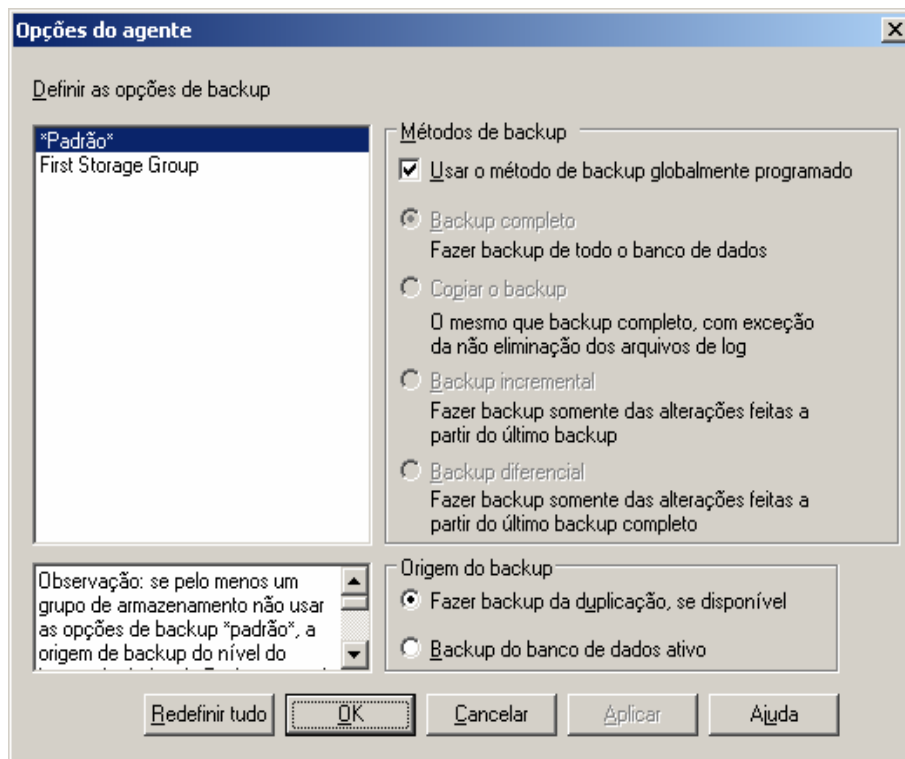 Opções do agente
Definir as opções de backup
*Padrão*
First Storage Group
Métodos de backup
Usar o método de backup globalmente programado
Backup completo
Fazer backup de todo o banco de dados
Copiar o backup
O mesmo que backup completo, com exceção
da não eliminação dos arquivos de log
Backup incremental
Fazer backup somente das alterações feitas a
partir do último backup
Backup diferencial
Fazer backup somente das alterações feitas a
partir do último backup completo
Observação: se pelo menos um
grupo de armazenamento não usar
as opções de backup *padrão*, a
origem de backup do nível do
Origem do backup
Fazer backup da duplicação, se disponível
Backup do banco de dados ativo
Redefinir tudo
OK
Cancelar
Aplicar
Ajuda